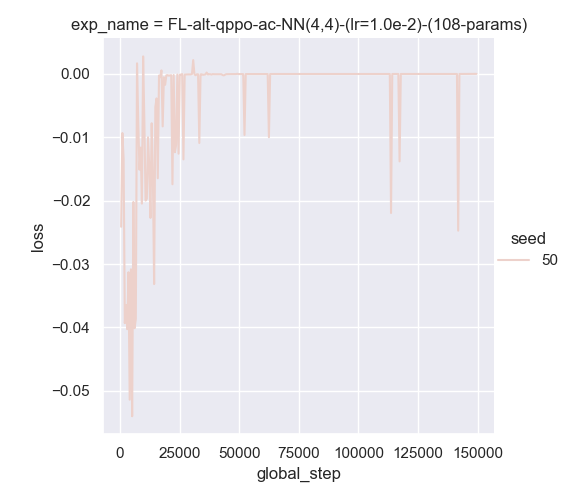 exp_name = FL-alt-qppo-ac-NN(4,4)-(lr=1.0e-2)-(108-params)
0.00
−0.01
−0.02
−0.03
−0.04
−0.05
loss
0 25000 50000 75000 100000 125000 150000
global_step
seed
50